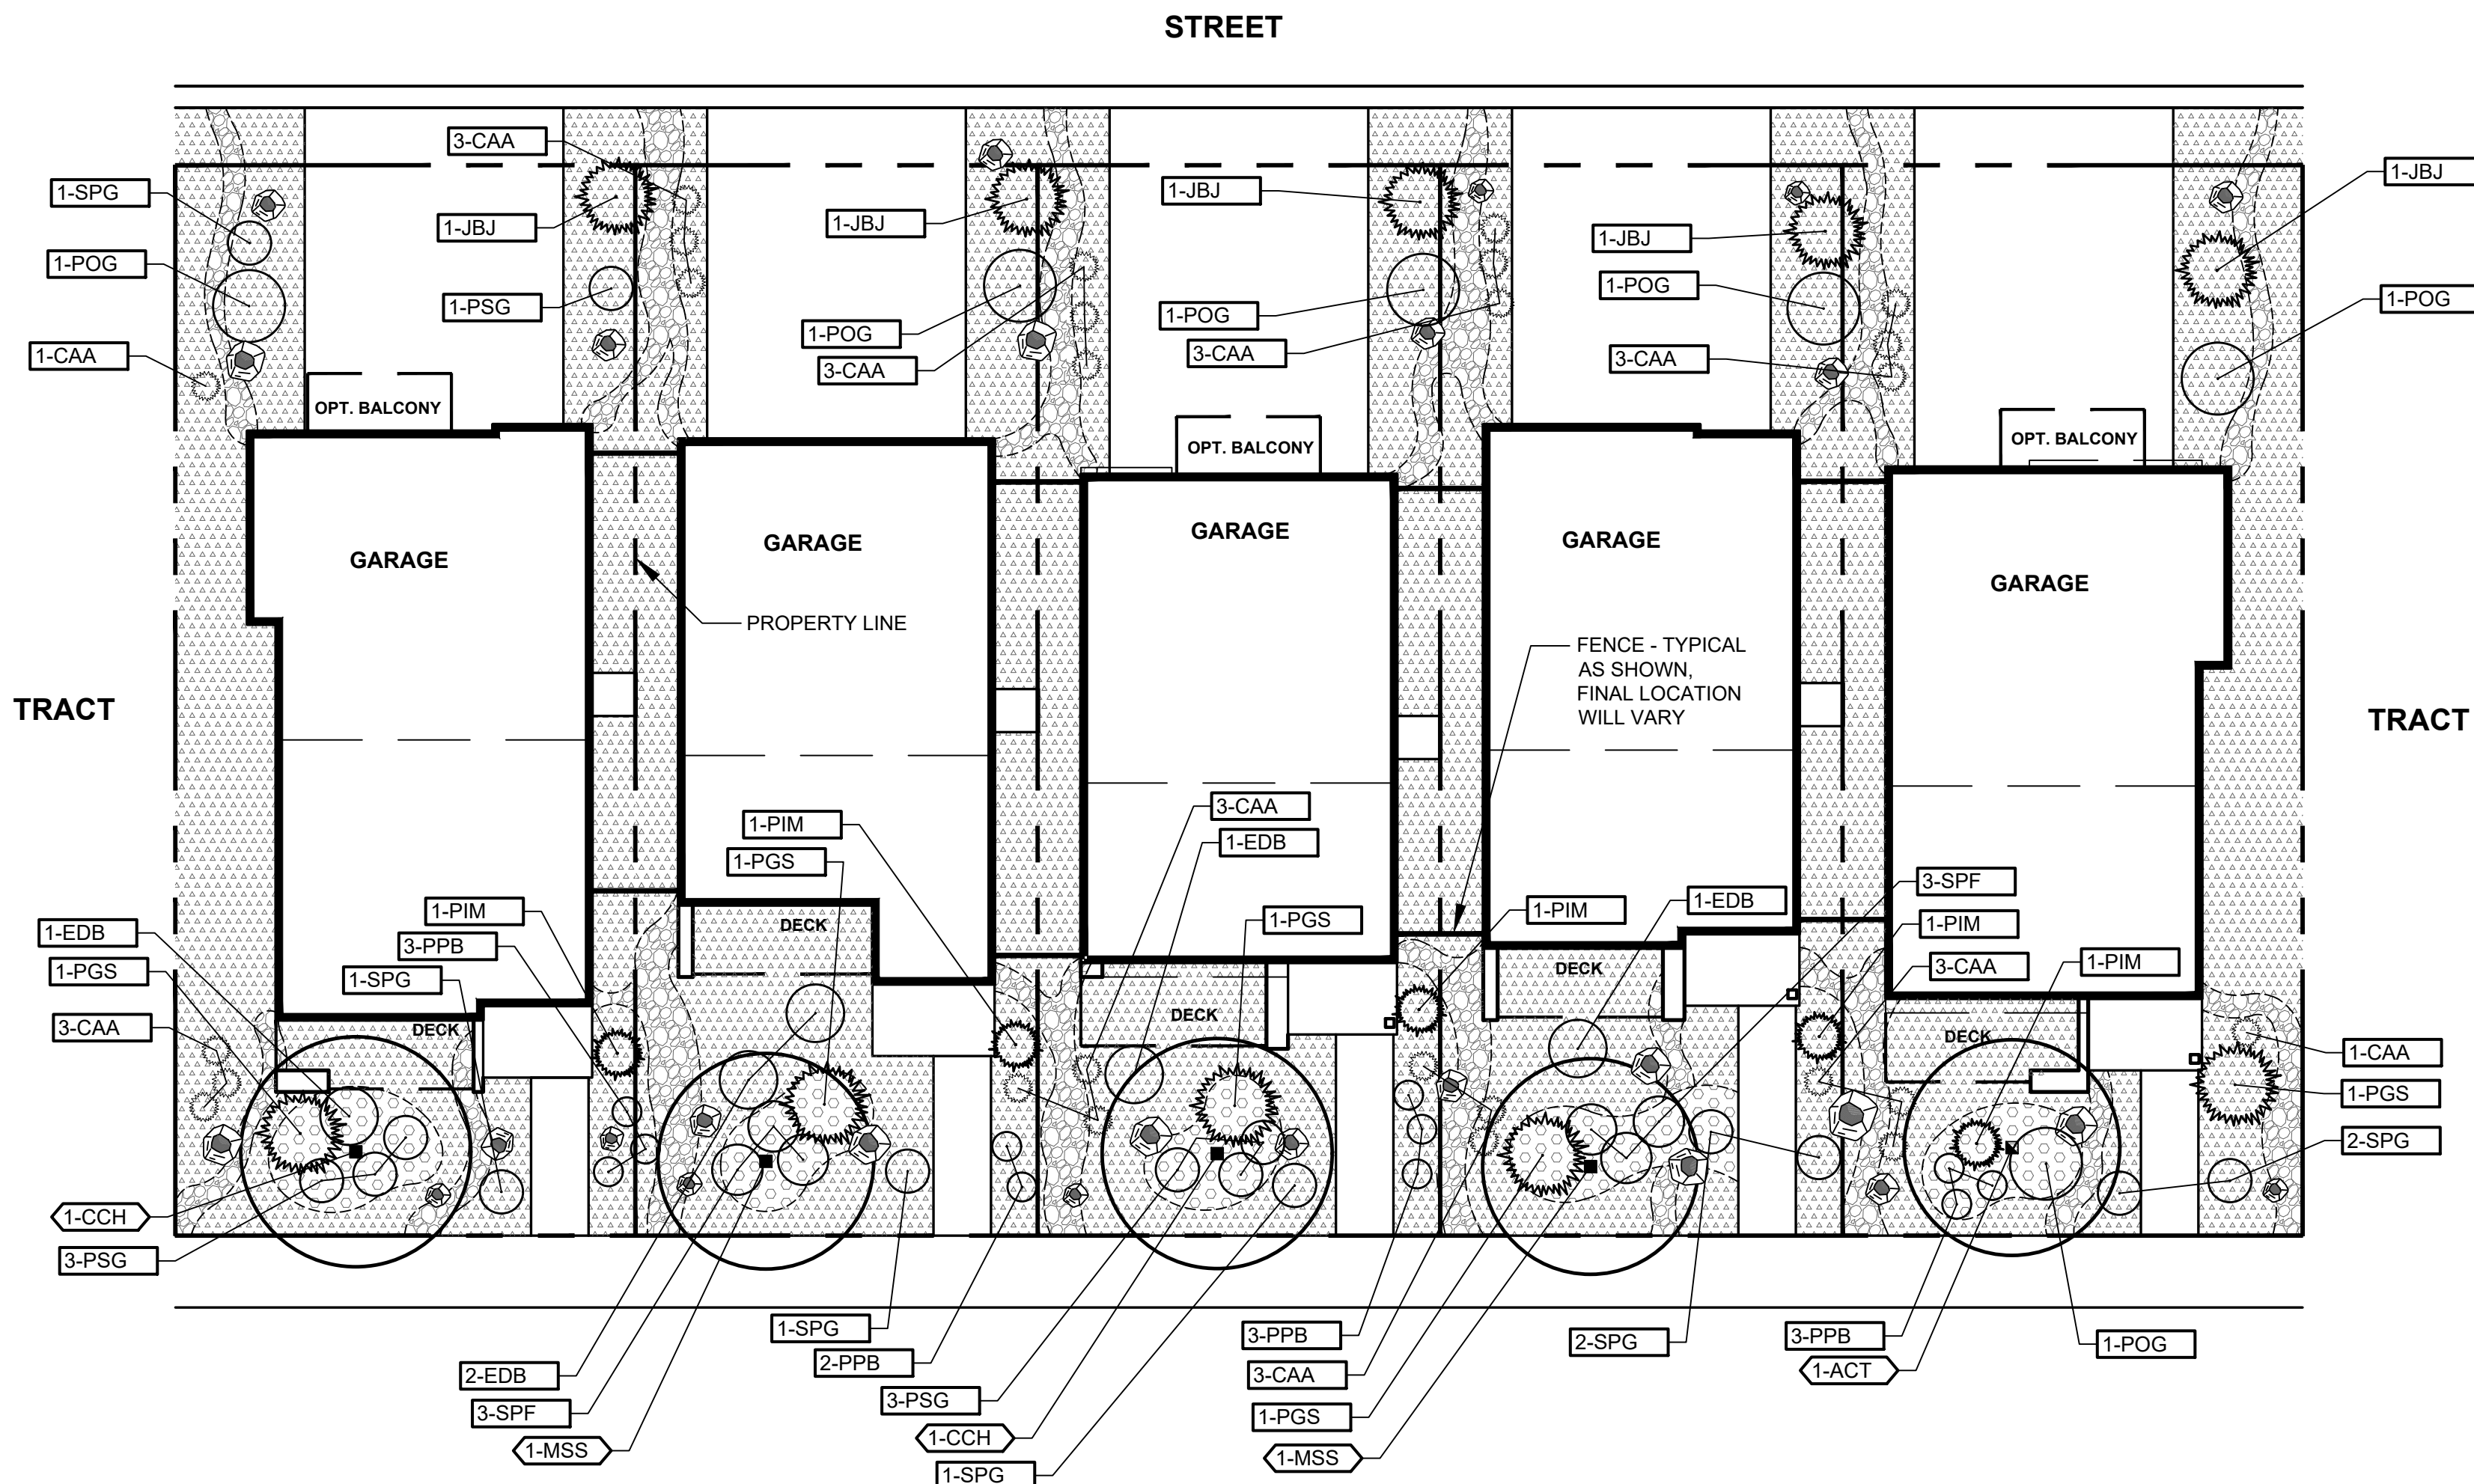 STREET
3-CAA
1-SPG
1-JBJ
1-JBJ
1-JBJ
1-JBJ
1-JBJ
1-POG
1-PSG
1-POG
1-POG
1-POG
1-POG
1-CAA
3-CAA
3-CAA
3-CAA
OPT. BALCONY
OPT. BALCONY
OPT. BALCONY
GARAGE
GARAGE
GARAGE
GARAGE
GARAGE
PROPERTY LINE
FENCE - TYPICAL
AS SHOWN,
FINAL LOCATION
WILL VARY
TRACT
TRACT
3-CAA
1-PIM
1-EDB
1-PGS
3-SPF
1-PIM
1-EDB
1-PIM
1-PGS
1-PIM
1-EDB
3-PPB
DECK
1-PIM
1-PGS
1-SPG
DECK
3-CAA
3-CAA
DECK
DECK
DECK
1-CAA
1-PGS
2-SPG
1-CCH
3-PSG
1-SPG
3-PPB
2-SPG
3-PPB
1-POG
2-EDB
2-PPB
3-CAA
1-ACT
3-SPF
3-PSG
1-PGS
1-MSS
1-CCH
1-MSS
1-SPG